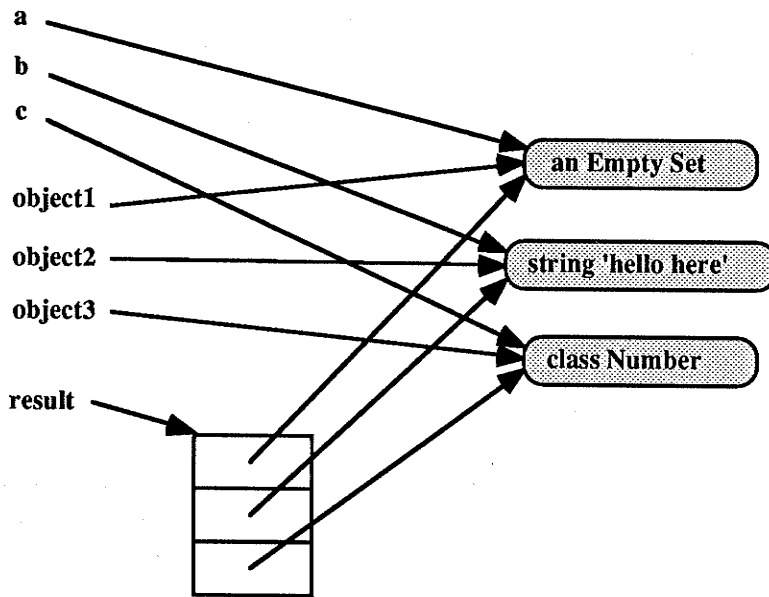 a
b
c
an Empty Set
object1
object2
string 'hello here'
object3
class Number
result